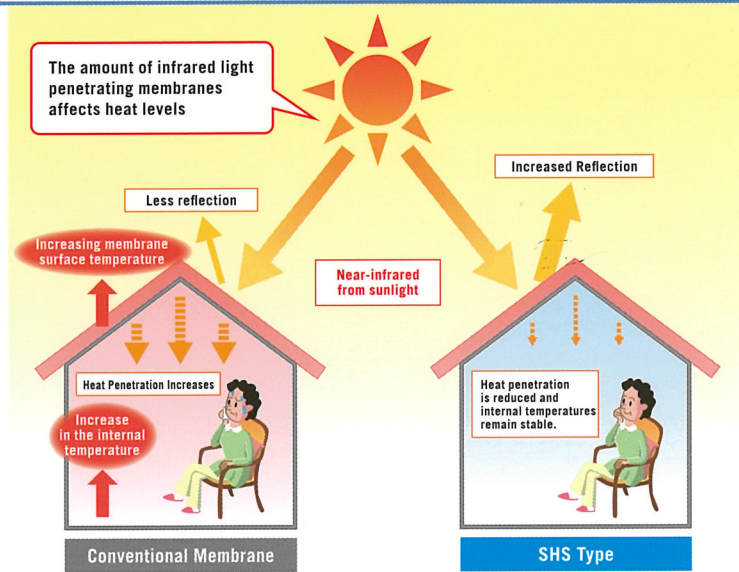 The amount of infrared light
penetrating membranes
affects heat levels
Increased Reflection
Less reflection
Increasing membrane
surface temperature
Near-infrared
from sunlight
Heat Penetration Increases
Increase
in the internal
temperature
Heat penetration
is reduced and
internal temperatures
remain stable.
Conventional Membrane
SHS Type